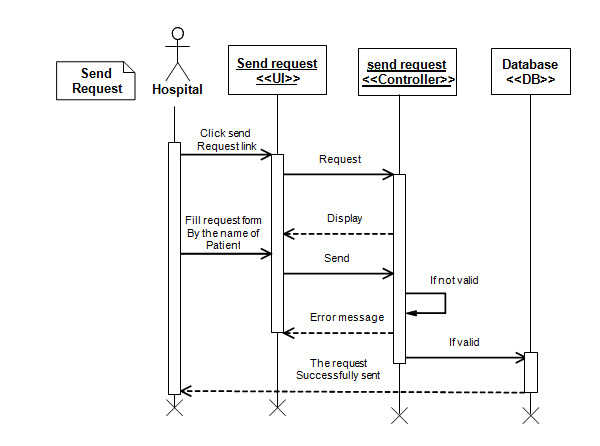 Send
Request
Hospital
Send request
<<UI>>
send request
<<Controller>>
Database
<<DB>>
Click send
Request link
Request
Fill request form
By the name of
Patient
Display
Send
If not valid
Error message
If valid
The request
Successfully sent